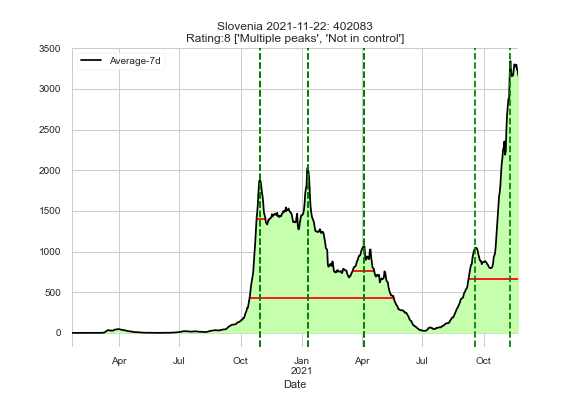 Slovenia 2021-11-22: 402083
Rating:8 ['Multiple peaks', 'Not in control']
Average-7d
3500
3000
2500
2000
1500
1000
500
0
Apr Jul Oct Jan Apr Jul Oct
2021
Date